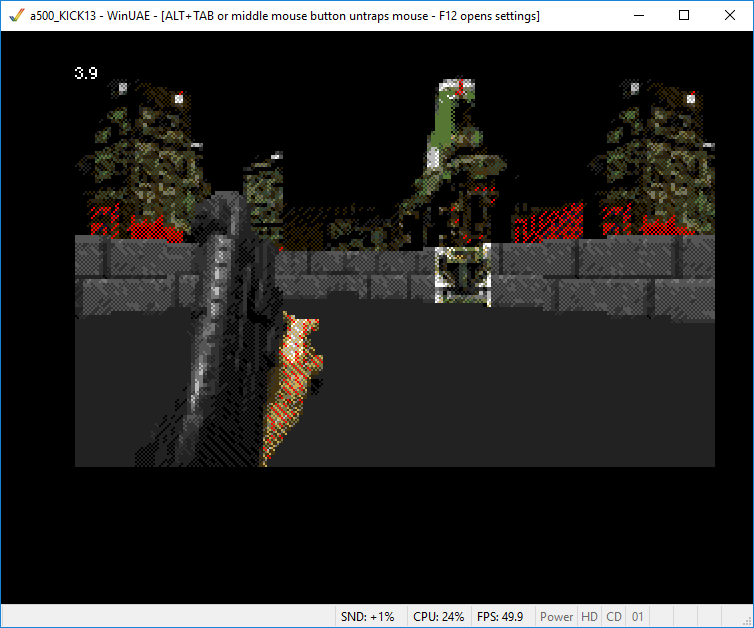 a500_KICK13 - WinUAE - [ALT+TAB or middle mouse button untraps mouse - F12 opens settings]
3.9
SND: +1% CPU: 24% FPS: 49.9 Power HD CD 01